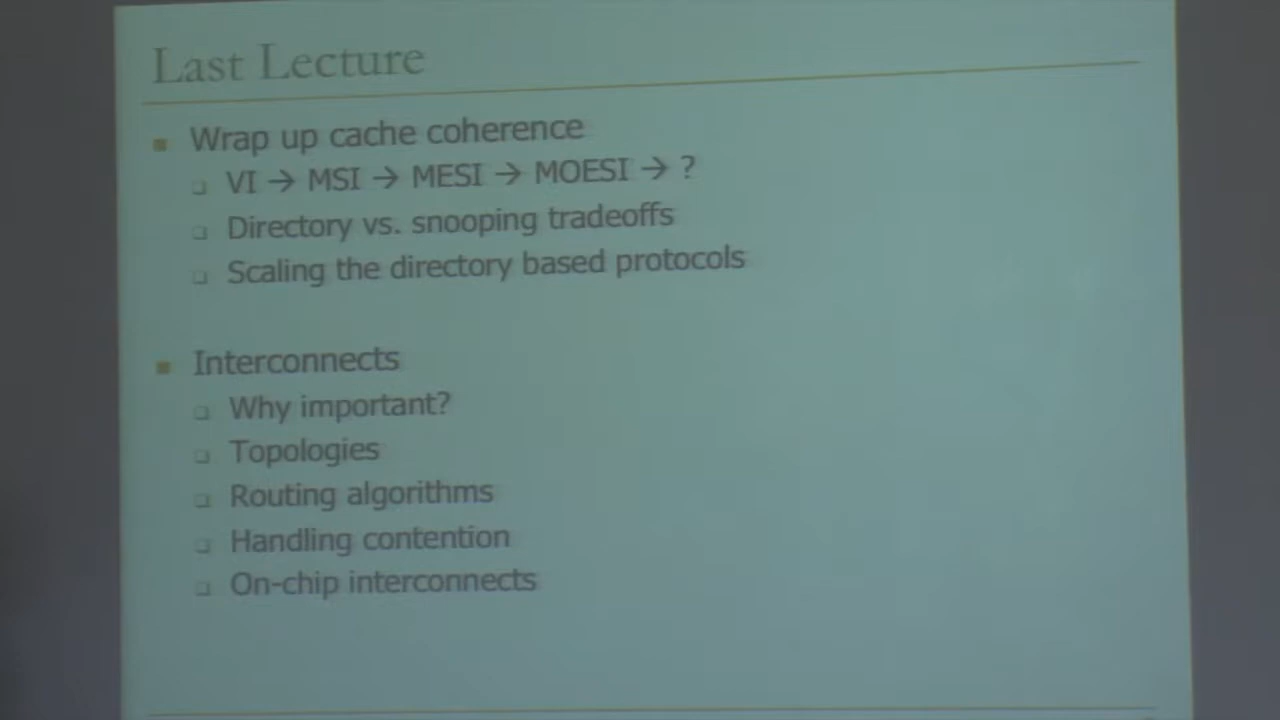 Last Lecture
Wrap up cache coherence
VI → MSI → MESI → MOESI → ?
Directory vs. snooping tradeoffs
Scaling the directory based protocols
Interconnects
Why important?
Topologies
Routing algorithms
Handling contention
On-chip interconnects